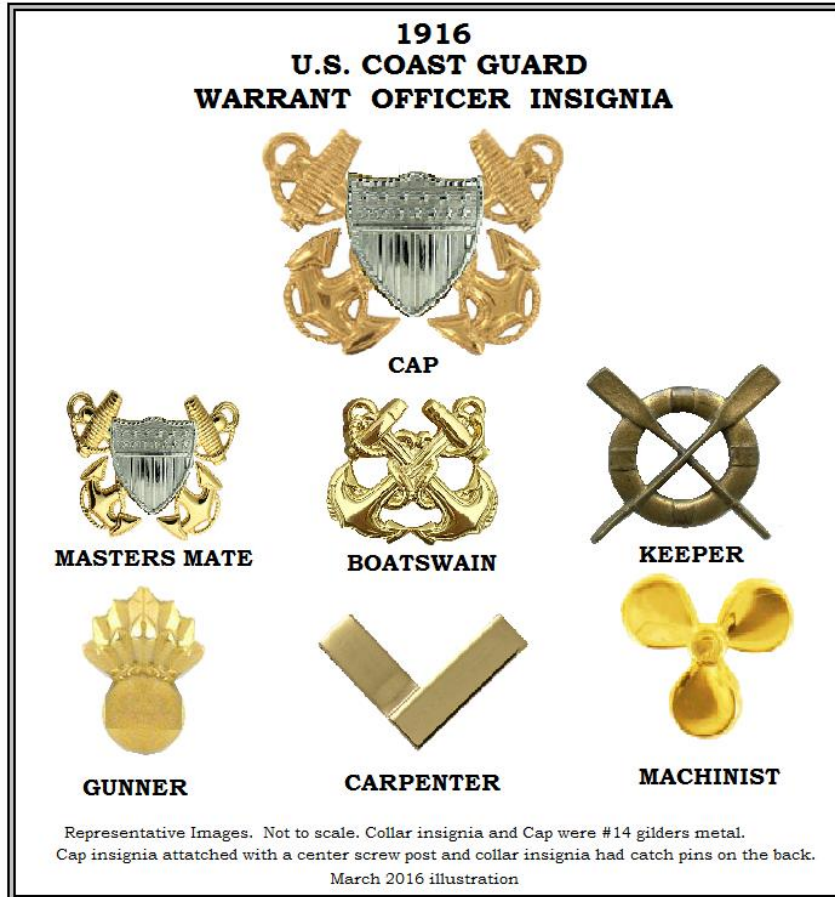 1916
U.S. COAST GUARD
WARRANT OFFICER INSIGNIA
CAP
MASTERS MATE
BOATSWAIN
KEEPER
GUNNER
CARPENTER
MACHINIST
Representative Images. Not to scale. Collar insignia and Cap were #14 gilders metal.
Cap insignia attatched with a center screw post and collar insignia had catch pins on the back.
March 2016 illustration